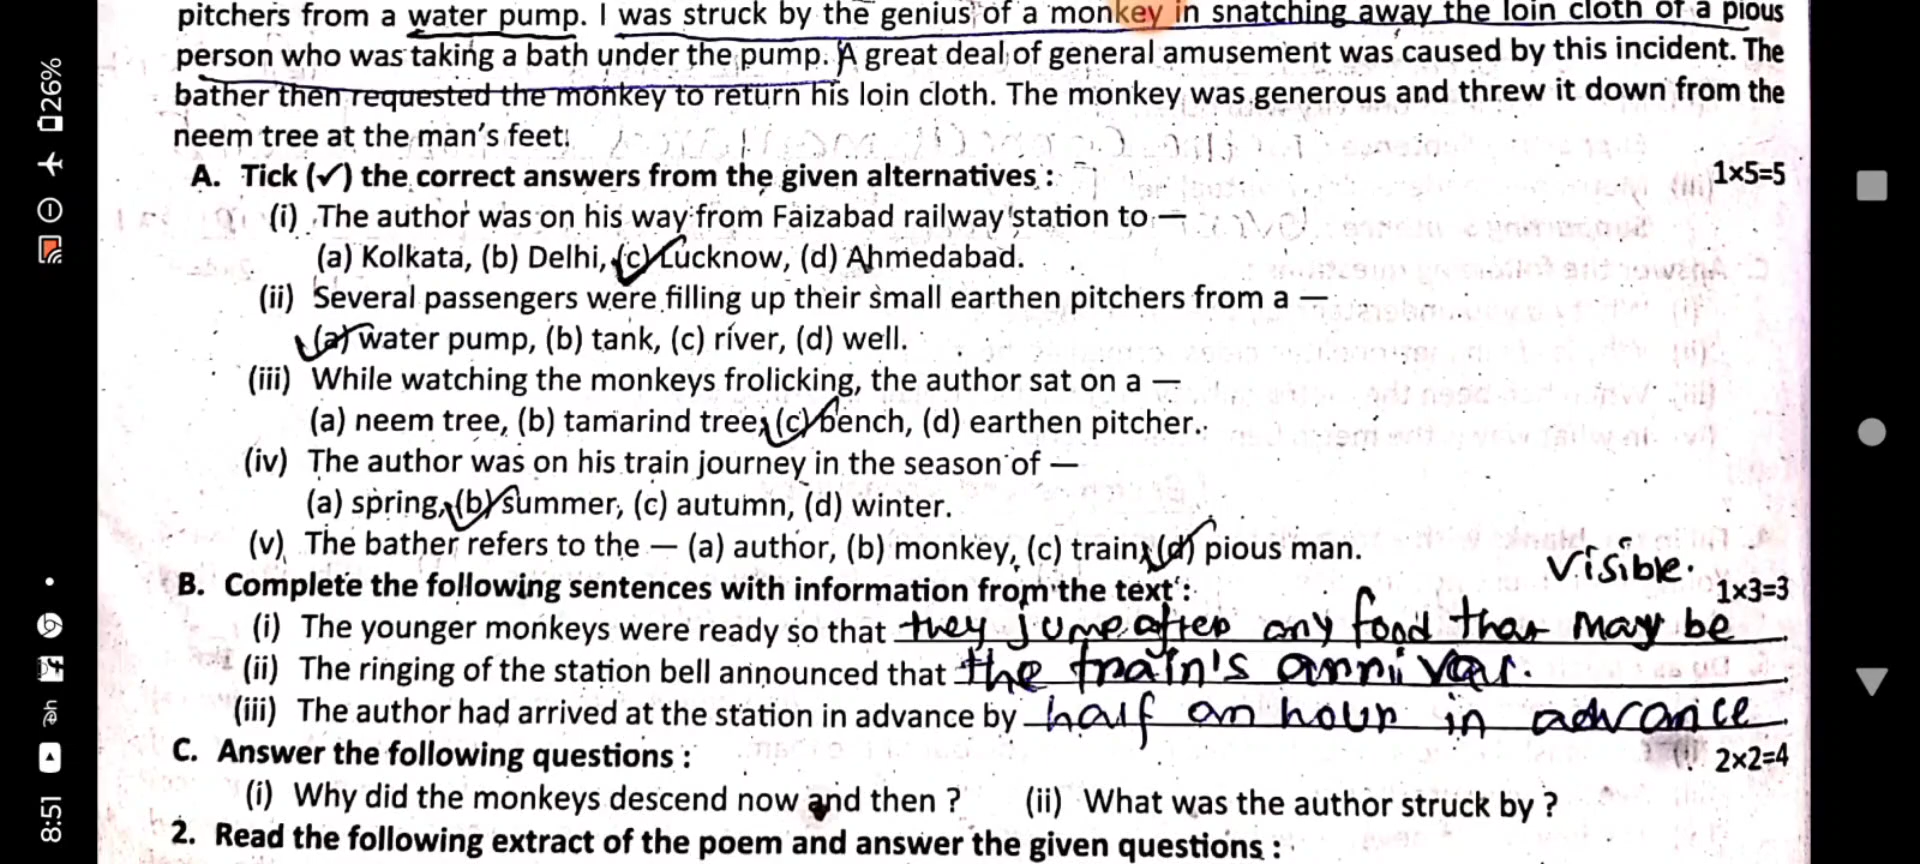 pitchers from a water pump. I was struck by the genius of a monkey in snatching away the loin cloth of a pious
person who was taking a bath under the pump. A great deal of general amusement was caused by this incident. The
bather then requested the monkey to return his loin cloth. The monkey was generous and threw it down from the
neem tree at the man's feet.
A. Tick (✓) the correct answers from the given alternatives : 1×5=5
(i) The author was on his way from Faizabad railway station to —
(a) Kolkata, (b) Delhi, (c) Lucknow, (d) Ahmedabad.
(ii) Several passengers were filling up their small earthen pitchers from a —
(a) water pump, (b) tank, (c) river, (d) well.
(iii) While watching the monkeys frolicking, the author sat on a —
(a) neem tree, (b) tamarind tree, (c) bench, (d) earthen pitcher.
(iv) The author was on his train journey in the season of —
(a) spring, (b) summer, (c) autumn, (d) winter.
(v) The bather refers to the — (a) author, (b) monkey, (c) train, (d) pious man.
visible.
B. Complete the following sentences with information from the text : 1×3=3
(i) The younger monkeys were ready so that they jump after any food that may be
(ii) The ringing of the station bell announced that the train's arrival.
(iii) The author had arrived at the station in advance by half an hour in advance.
C. Answer the following questions : 2×2=4
(i) Why did the monkeys descend now and then ? (ii) What was the author struck by ?
2. Read the following extract of the poem and answer the given questions :
26%
8:51